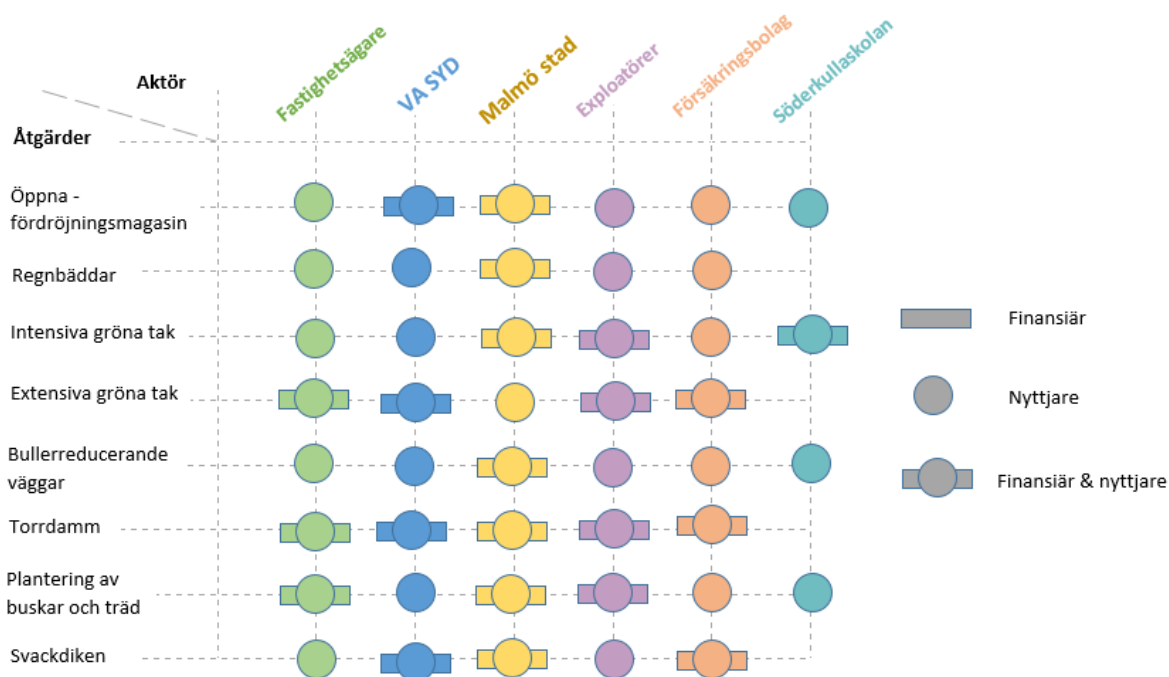 Aktör
Fastighetsägare
VA SYD
Malmö stad
Exploatörer
Försäkringsbolag
Söderkullaskolan
Åtgärder
Öppna -
fördröjningsmagasin
Regnbäddar
Intensiva gröna tak
Extensiva gröna tak
Bullerreducerande
väggar
Torrdamm
Plantering av
buskar och träd
Svackdiken
Finansiär
Nyttjare
Finansiär & nyttjare